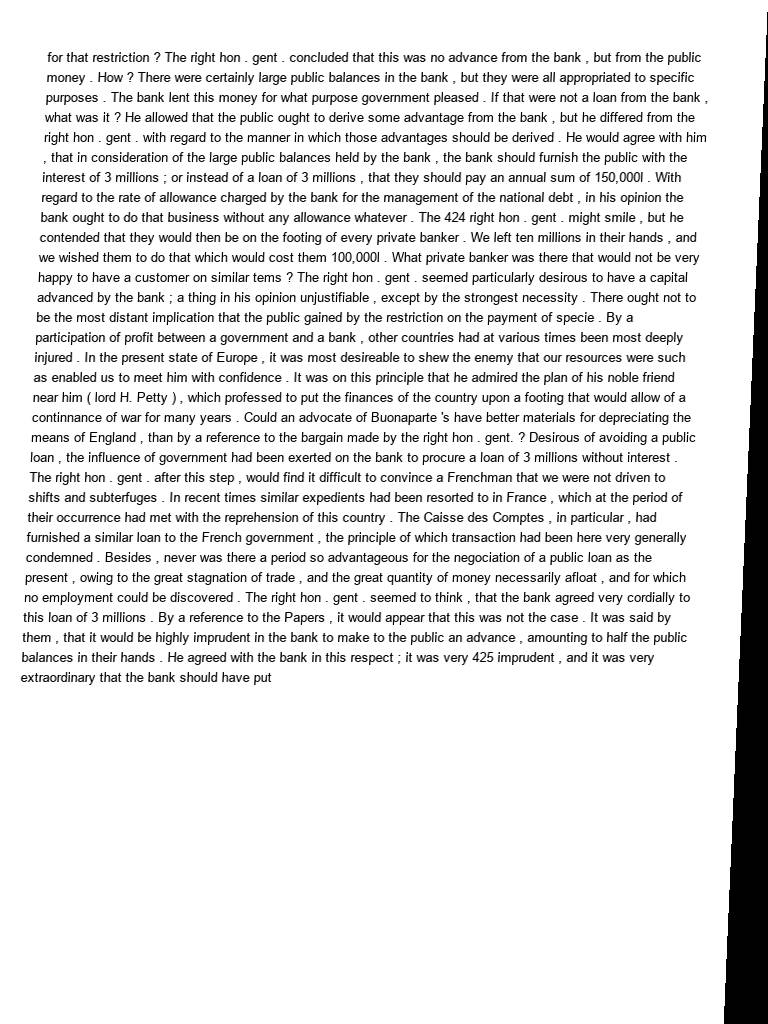 for that restriction ? The right hon . gent . concluded that this was no advance from the bank , but from the public
money . How ? There were certainly large public balances in the bank , but they were all appropriated to specific
purposes . The bank lent this money for what purpose government pleased . If that were not a loan from the bank ,
what was it ? He allowed that the public ought to derive some advantage from the bank , but he differed from the
right hon . gent . with regard to the manner in which those advantages should be derived . He would agree with him
, that in consideration of the large public balances held by the bank , the bank should furnish the public with the
interest of 3 millions ; or instead of a loan of 3 millions , that they should pay an annual sum of 150,000l . With
regard to the rate of allowance charged by the bank for the management of the national debt , in his opinion the
bank ought to do that business without any allowance whatever . The 424 right hon . gent . might smile , but he
contended that they would then be on the footing of every private banker . We left ten millions in their hands , and
we wished them to do that which would cost them 100,000l . What private banker was there that would not be very
happy to have a customer on similar tems ? The right hon . gent . seemed particularly desirous to have a capital
advanced by the bank ; a thing in his opinion unjustifiable , except by the strongest necessity . There ought not to
be the most distant implication that the public gained by the restriction on the payment of specie . By a
participation of profit between a government and a bank , other countries had at various times been most deeply
injured . In the present state of Europe , it was most desireable to shew the enemy that our resources were such
as enabled us to meet him with confidence . It was on this principle that he admired the plan of his noble friend
near him ( lord H. Petty ) , which professed to put the finances of the country upon a footing that would allow of a
continnance of war for many years . Could an advocate of Buonaparte 's have better materials for depreciating the
means of England , than by a reference to the bargain made by the right hon . gent. ? Desirous of avoiding a public
loan , the influence of government had been exerted on the bank to procure a loan of 3 millions without interest .
The right hon . gent . after this step , would find it difficult to convince a Frenchman that we were not driven to
shifts and subterfuges . In recent times similar expedients had been resorted to in France , which at the period of
their occurrence had met with the reprehension of this country . The Caisse des Comptes , in particular , had
furnished a similar loan to the French government , the principle of which transaction had been here very generally
condemned . Besides , never was there a period so advantageous for the negociation of a public loan as the
present , owing to the great stagnation of trade , and the great quantity of money necessarily afloat , and for which
no employment could be discovered . The right hon . gent . seemed to think , that the bank agreed very cordially to
this loan of 3 millions . By a reference to the Papers , it would appear that this was not the case . It was said by
them , that it would be highly imprudent in the bank to make to the public an advance , amounting to half the public
balances in their hands . He agreed with the bank in this respect ; it was very 425 imprudent , and it was very
extraordinary that the bank should have put